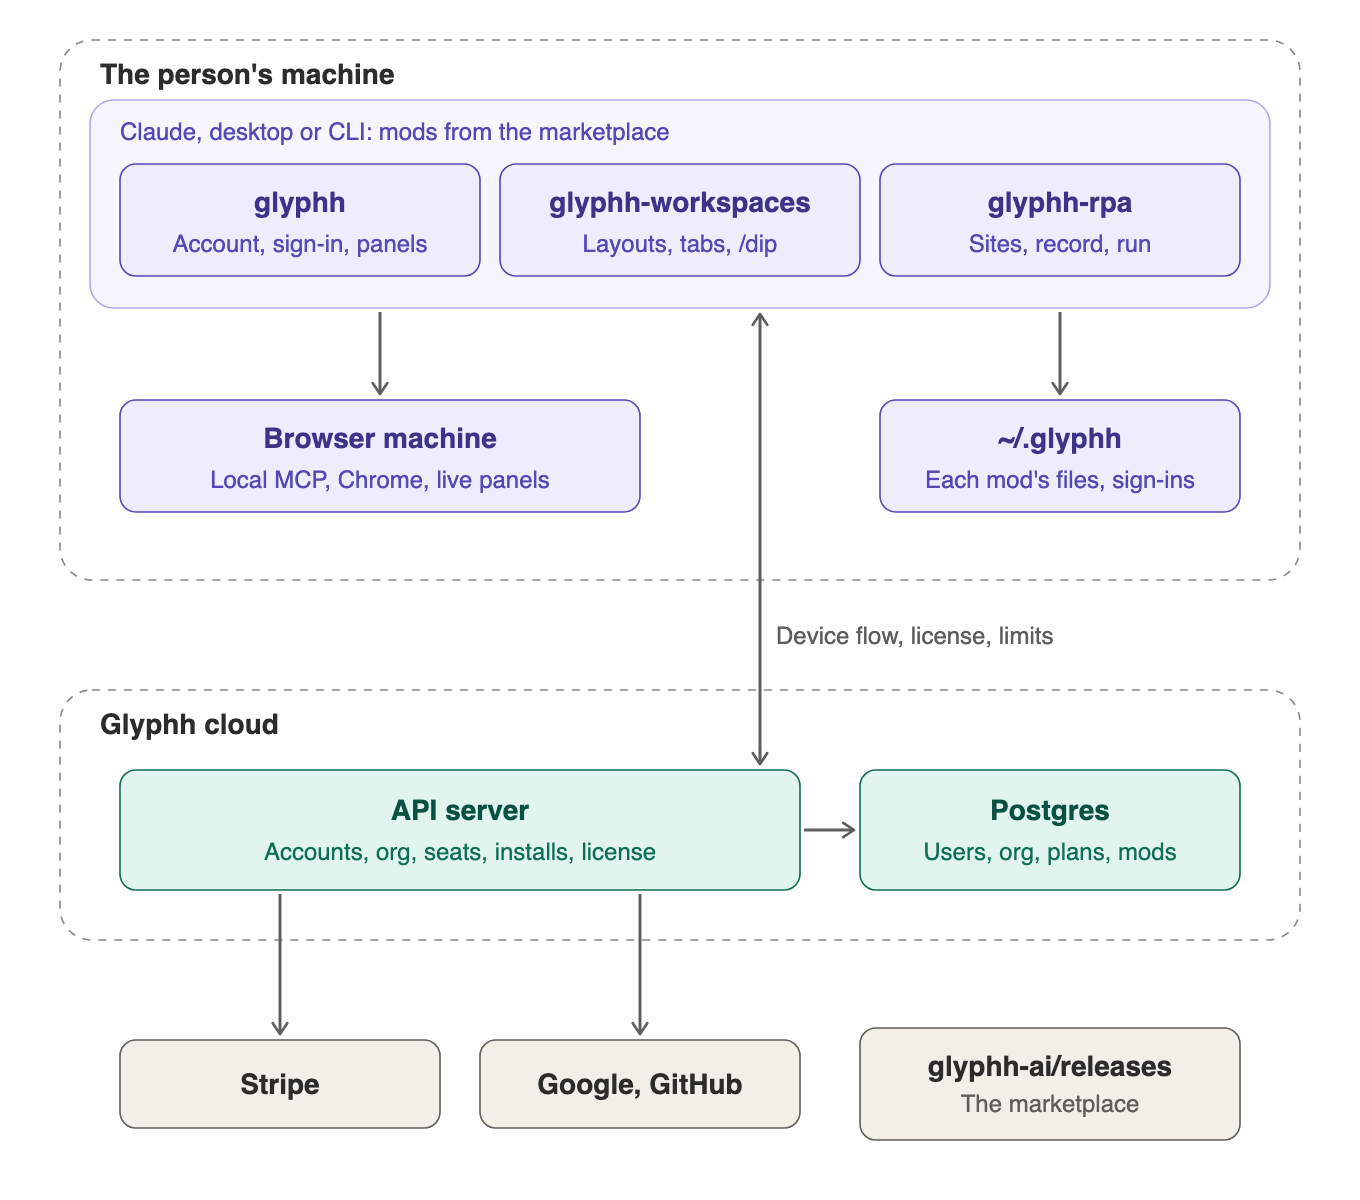 The person's machine
Claude, desktop or CLI: mods from the marketplace
glyphh
Account, sign-in, panels
glyphh-workspaces
Layouts, tabs, /dip
glyphh-rpa
Sites, record, run
Browser machine
Local MCP, Chrome, live panels
~/.glyphh
Each mod's files, sign-ins
Device flow, license, limits
Glyphh cloud
API server
Accounts, org, seats, installs, license
Postgres
Users, org, plans, mods
Stripe
Google, GitHub
glyphh-ai/releases
The marketplace